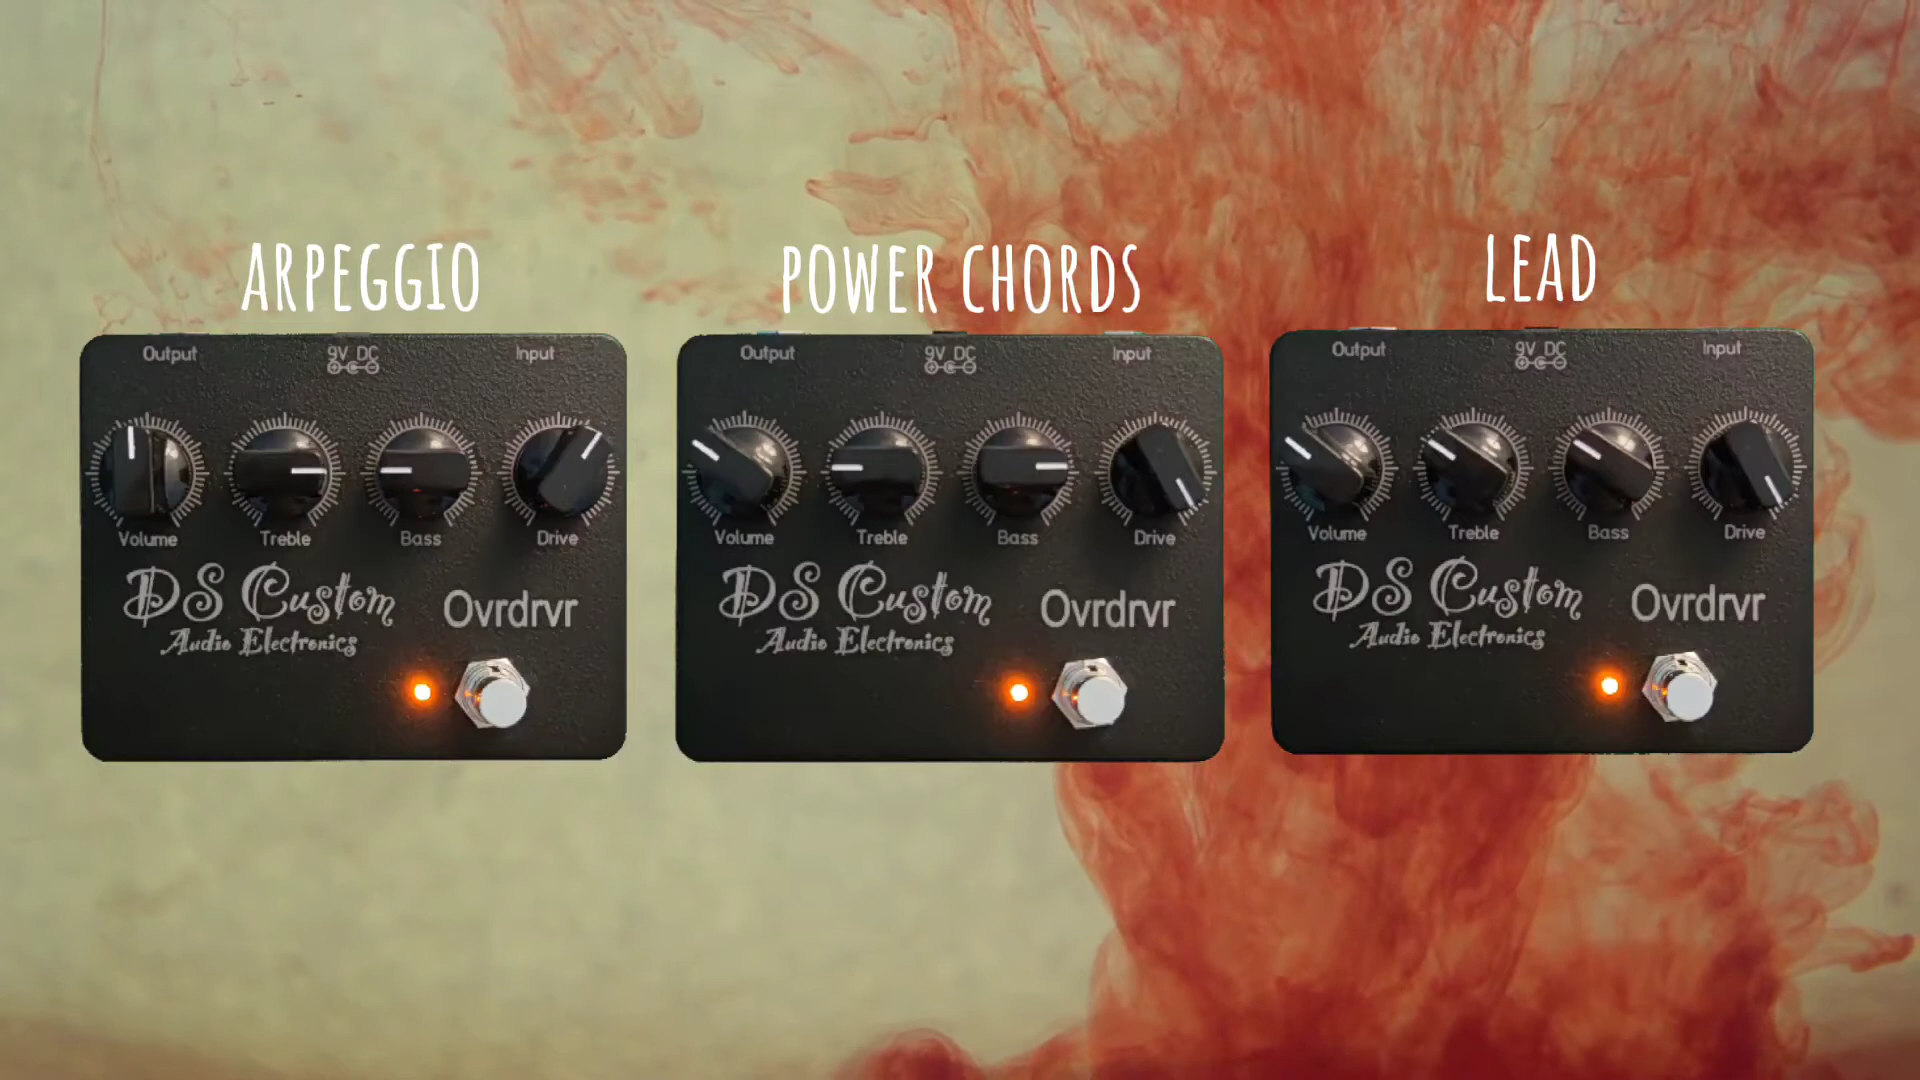 ARPEGGIO
Output 9V DC Input
Volume Treble Bass Drive
DS Custom
Audio Electronics
Ovrdrvr
POWER CHORDS
Output 9V DC Input
Volume Treble Bass Drive
DS Custom
Audio Electronics
Ovrdrvr
LEAD
Output 9V DC Input
Volume Treble Bass Drive
DS Custom
Audio Electronics
Ovrdrvr